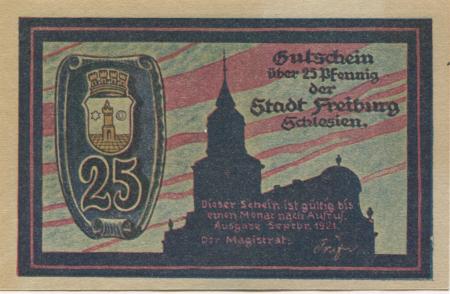 Gutschein
über 25 Pfennig
der
Stadt Freiburg
Schlesien.
25
Dieser Schein ist gültig bis
einen Monat nach Aufruf.
Ausgabe Septbr. 1921.
Der Magistrat: